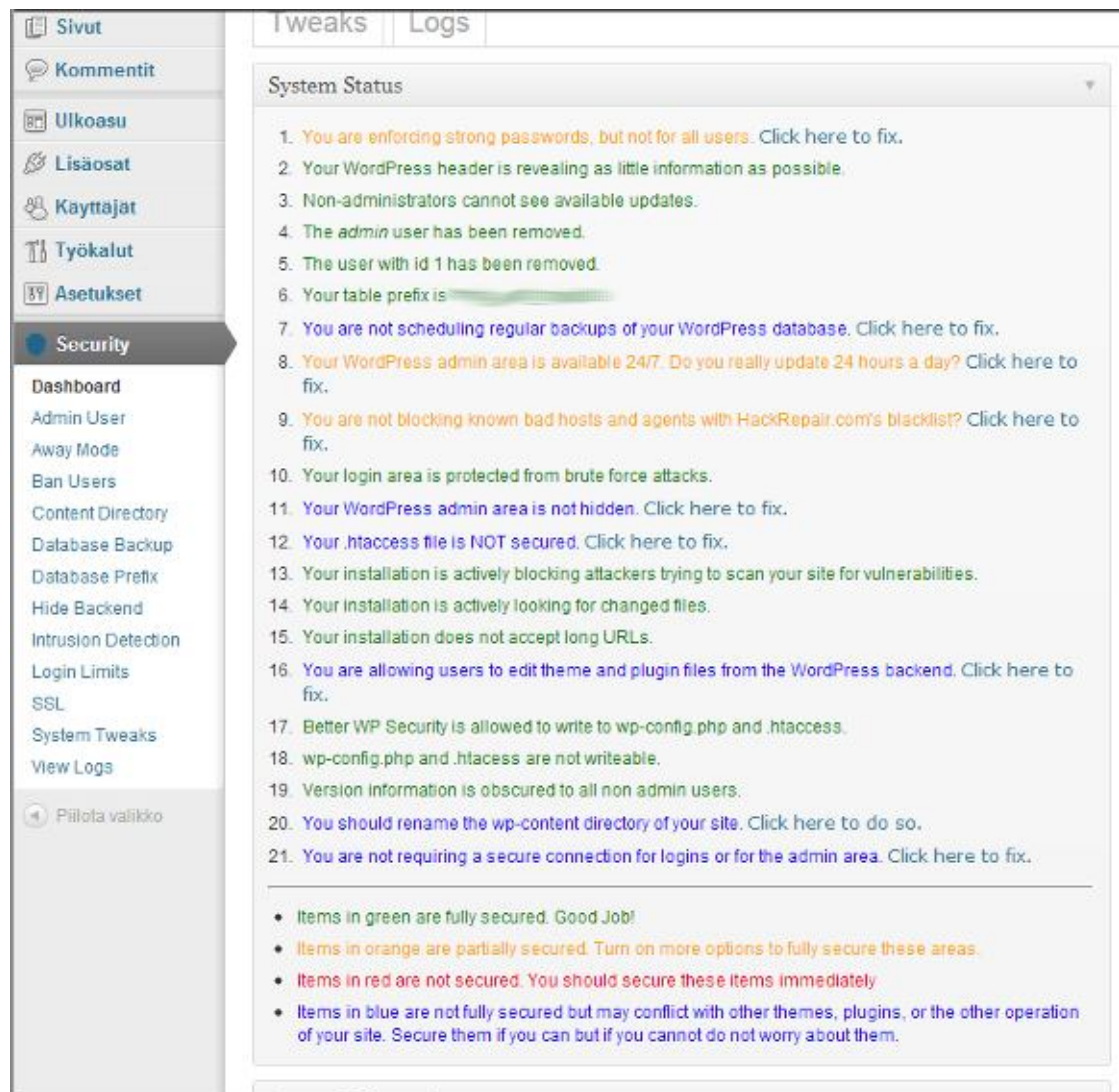 Sivut
Kommentit
Ulkoasu
Lisäosat
Käyttäjät
Työkalut
Asetukset
Security
Dashboard
Admin User
Away Mode
Ban Users
Content Directory
Database Backup
Database Prefix
Hide Backend
Intrusion Detection
Login Limits
SSL
System Tweaks
View Logs
Piilota valikko
Tweaks Logs
System Status
1. You are enforcing strong passwords, but not for all users. Click here to fix.
2. Your WordPress header is revealing as little information as possible.
3. Non-administrators cannot see available updates.
4. The admin user has been removed.
5. The user with id 1 has been removed.
6. Your table prefix is
7. You are not scheduling regular backups of your WordPress database. Click here to fix.
8. Your WordPress admin area is available 24/7. Do you really update 24 hours a day? Click here to
fix.
9. You are not blocking known bad hosts and agents with HackRepair.com's blacklist? Click here to
fix.
10. Your login area is protected from brute force attacks.
11. Your WordPress admin area is not hidden. Click here to fix.
12. Your .htaccess file is NOT secured. Click here to fix.
13. Your installation is actively blocking attackers trying to scan your site for vulnerabilities.
14. Your installation is actively looking for changed files.
15. Your installation does not accept long URLs.
16. You are allowing users to edit theme and plugin files from the WordPress backend. Click here to
fix.
17. Better WP Security is allowed to write to wp-config.php and .htaccess.
18. wp-config.php and .htacess are not writeable.
19. Version information is obscured to all non admin users.
20. You should rename the wp-content directory of your site. Click here to do so.
21. You are not requiring a secure connection for logins or for the admin area. Click here to fix.
• Items in green are fully secured. Good Job!
• Items in orange are partially secured. Turn on more options to fully secure these areas.
• Items in red are not secured. You should secure these items immediately
• Items in blue are not fully secured but may conflict with other themes, plugins, or the other operation
of your site. Secure them if you can but if you cannot do not worry about them.